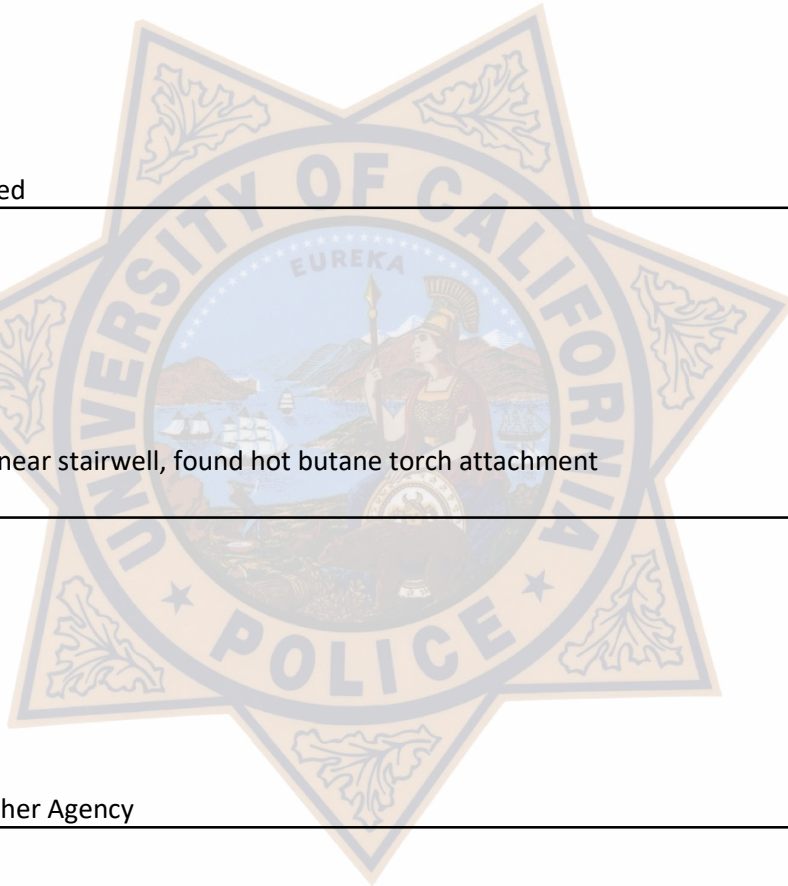 ed
UNIVERSITY OF CALIFORNIA
EUREKA
near stairwell, found hot butane torch attachment
POLICE
her Agency